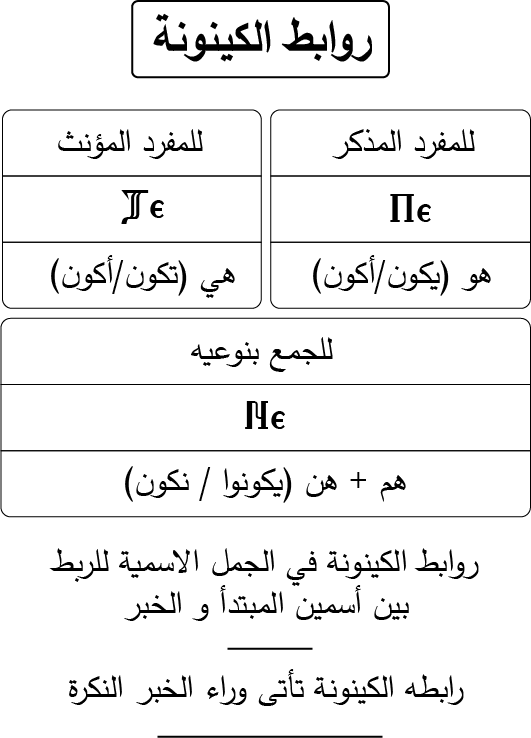 روابط الكينونة
للمفرد المذكر
Ⲡⲉ
هو (يكون/أكون)
للمفرد المؤنث
Ⲧⲉ
هي (تكون/أكون)
للجمع بنوعيه
Ⲛⲉ
هم + هن (يكونوا / نكون)
روابط الكينونة في الجمل الاسمية للربط
بين أسمين المبتدأ و الخبر
رابطه الكينونة تأتى وراء الخبر النكرة